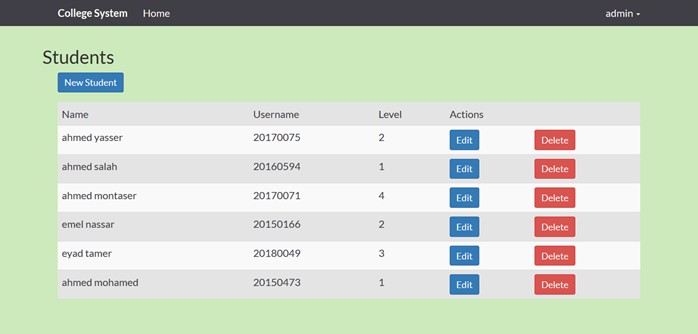 College System Home admin
Students
New Student
Name Username Level Actions
ahmed yasser 20170075 2 Edit Delete
ahmed salah 20160594 1 Edit Delete
ahmed montaser 20170071 4 Edit Delete
emel nassar 20150166 2 Edit Delete
eyad tamer 20180049 3 Edit Delete
ahmed mohamed 20150473 1 Edit Delete